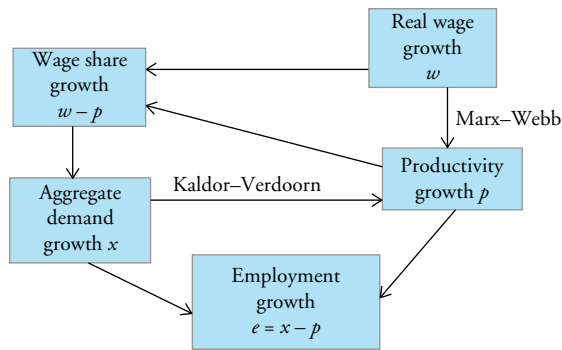 Real wage
growth
w
Wage share
growth
w – p
Marx–Webb
Productivity
growth p
Kaldor–Verdoorn
Aggregate
demand
growth x
Employment
growth
e = x – p